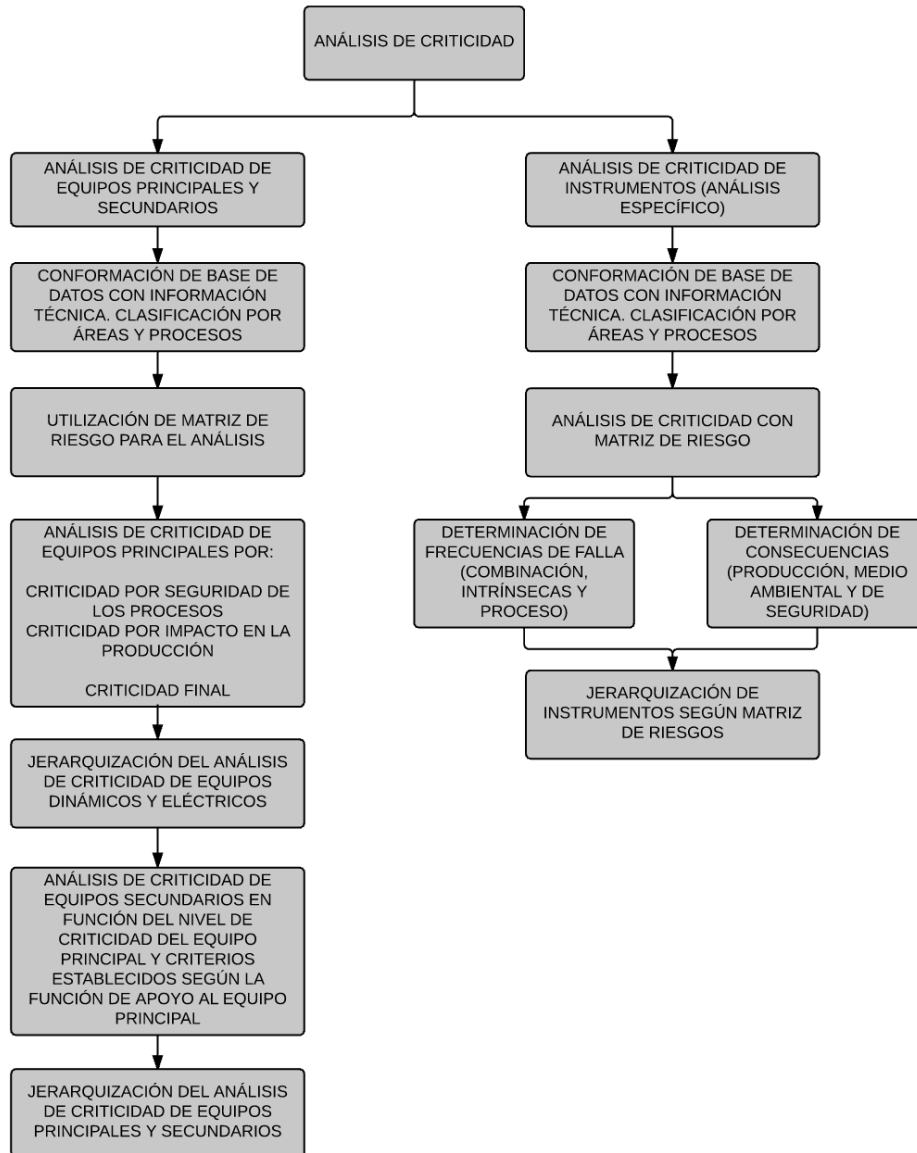 ANÁLISIS DE CRITICIDAD
ANÁLISIS DE CRITICIDAD DE
EQUIPOS PRINCIPALES Y
SECUNDARIOS
CONFORMACIÓN DE BASE DE
DATOS CON INFORMACIÓN
TÉCNICA. CLASIFICACIÓN POR
ÁREAS Y PROCESOS
UTILIZACIÓN DE MATRIZ DE
RIESGO PARA EL ANÁLISIS
ANÁLISIS DE CRITICIDAD DE
EQUIPOS PRINCIPALES POR:
CRITICIDAD POR SEGURIDAD DE
LOS PROCESOS
CRITICIDAD POR IMPACTO EN LA
PRODUCCIÓN
CRITICIDAD FINAL
JERARQUIZACIÓN DEL ANÁLISIS
DE CRITICIDAD DE EQUIPOS
DINÁMICOS Y ELÉCTRICOS
ANÁLISIS DE CRITICIDAD DE
EQUIPOS SECUNDARIOS EN
FUNCIÓN DEL NIVEL DE
CRITICIDAD DEL EQUIPO
PRINCIPAL Y CRITERIOS
ESTABLECIDOS SEGÚN LA
FUNCIÓN DE APOYO AL EQUIPO
PRINCIPAL
JERARQUIZACIÓN DEL ANÁLISIS
DE CRITICIDAD DE EQUIPOS
PRINCIPALES Y SECUNDARIOS
ANÁLISIS DE CRITICIDAD DE
INSTRUMENTOS (ANÁLISIS
ESPECÍFICO)
CONFORMACIÓN DE BASE DE
DATOS CON INFORMACIÓN
TÉCNICA. CLASIFICACIÓN POR
ÁREAS Y PROCESOS
ANÁLISIS DE CRITICIDAD CON
MATRIZ DE RIESGO
DETERMINACIÓN DE
FRECUENCIAS DE FALLA
(COMBINACIÓN,
INTRÍNSECAS Y
PROCESO)
DETERMINACIÓN DE
CONSECUENCIAS
(PRODUCCIÓN, MEDIO
AMBIENTAL Y DE
SEGURIDAD)
JERARQUIZACIÓN DE
INSTRUMENTOS SEGÚN MATRIZ
DE RIESGOS